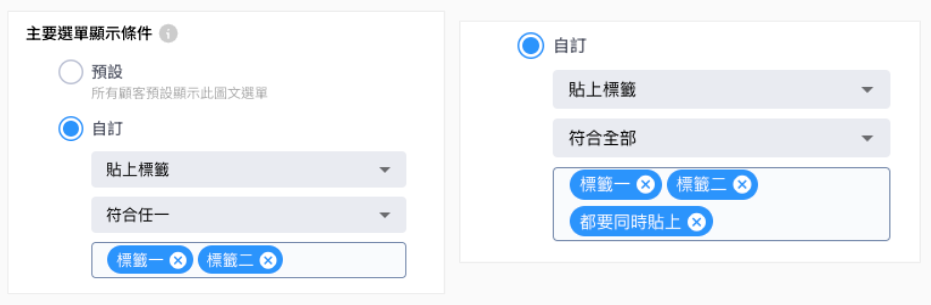 主要選單顯示條件
預設
所有顧客預設顯示此圖文選單
自訂
貼上標籤
符合任一
標籤一 標籤二
自訂
貼上標籤
符合全部
標籤一 標籤二
都要同時貼上